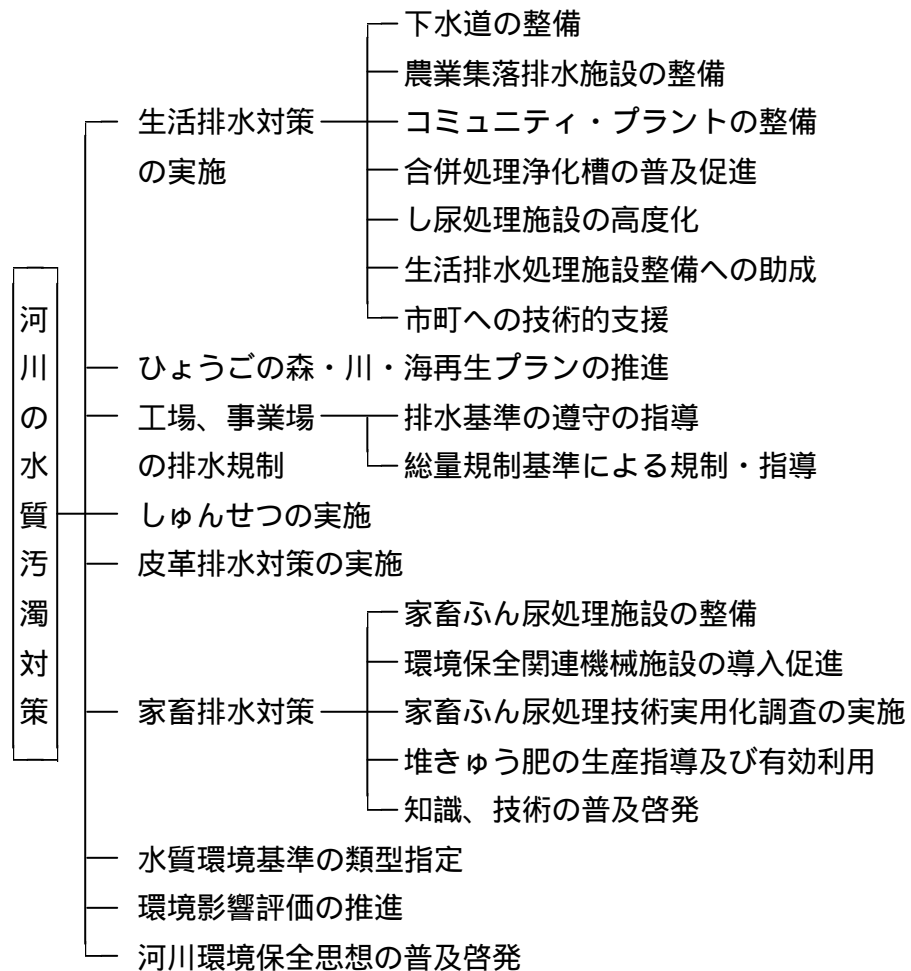 河川の水質汚濁対策
生活排水対策
の実施
下水道の整備
農業集落排水施設の整備
コミュニティ・プラントの整備
合併処理浄化槽の普及促進
し尿処理施設の高度化
生活排水処理施設整備への助成
市町への技術的支援
ひょうごの森・川・海再生プランの推進
工場、事業場
の排水規制
排水基準の遵守の指導
総量規制基準による規制・指導
しゅんせつの実施
皮革排水対策の実施
家畜排水対策
家畜ふん尿処理施設の整備
環境保全関連機械施設の導入促進
家畜ふん尿処理技術実用化調査の実施
堆きゅう肥の生産指導及び有効利用
知識、技術の普及啓発
水質環境基準の類型指定
環境影響評価の推進
河川環境保全思想の普及啓発